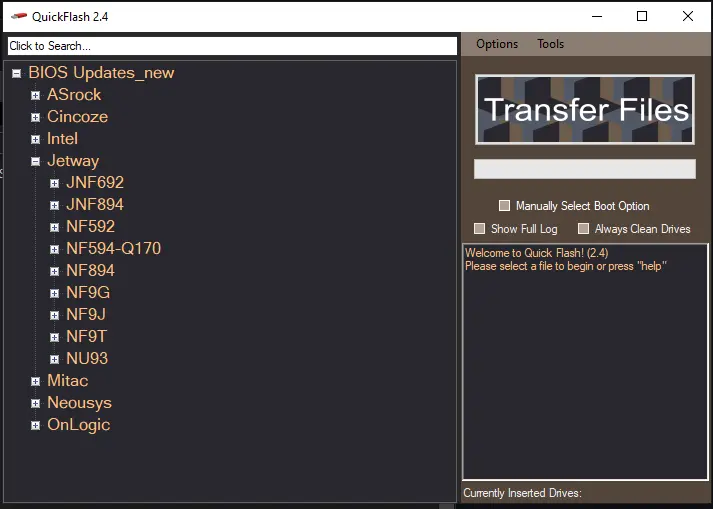 QuickFlash 2.4
Click to Search...
Options Tools
BIOS Updates_new
ASrock
Cincoze
Intel
Jetway
JNF692
JNF894
NF592
NF594-Q170
NF894
NF9G
NF9J
NF9T
NU93
Mitac
Neousys
OnLogic
Transfer Files
Manually Select Boot Option
Show Full Log Always Clean Drives
Welcome to Quick Flash! (2.4)
Please select a file to begin or press "help"
Currently Inserted Drives: